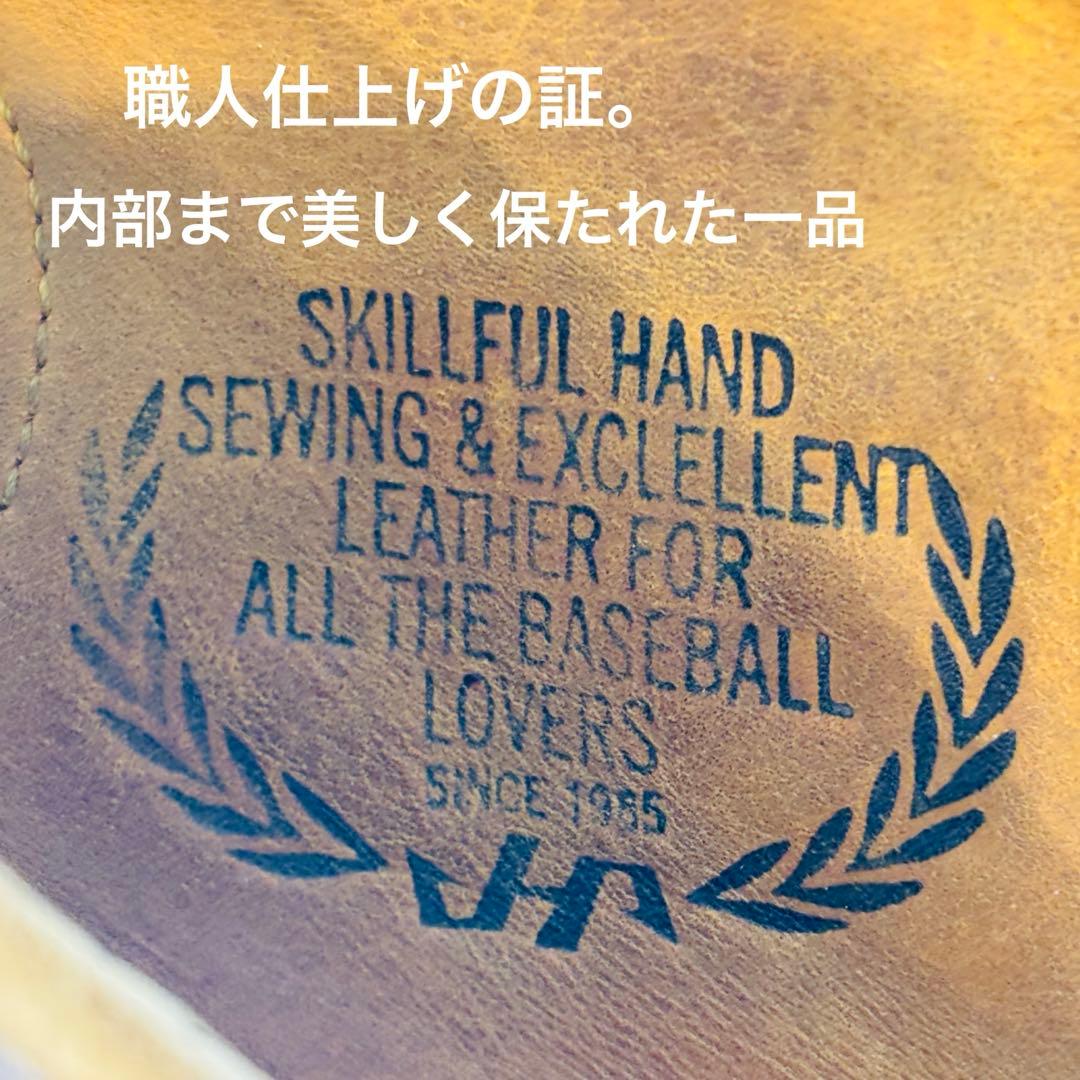 職人仕上げの証。
内部まで美しく保たれた一品
SKILLFUL HAND
SEWING & EXCLELLENT
LEATHER FOR
ALL THE BASEBALL
LOVERS
SINCE 1985